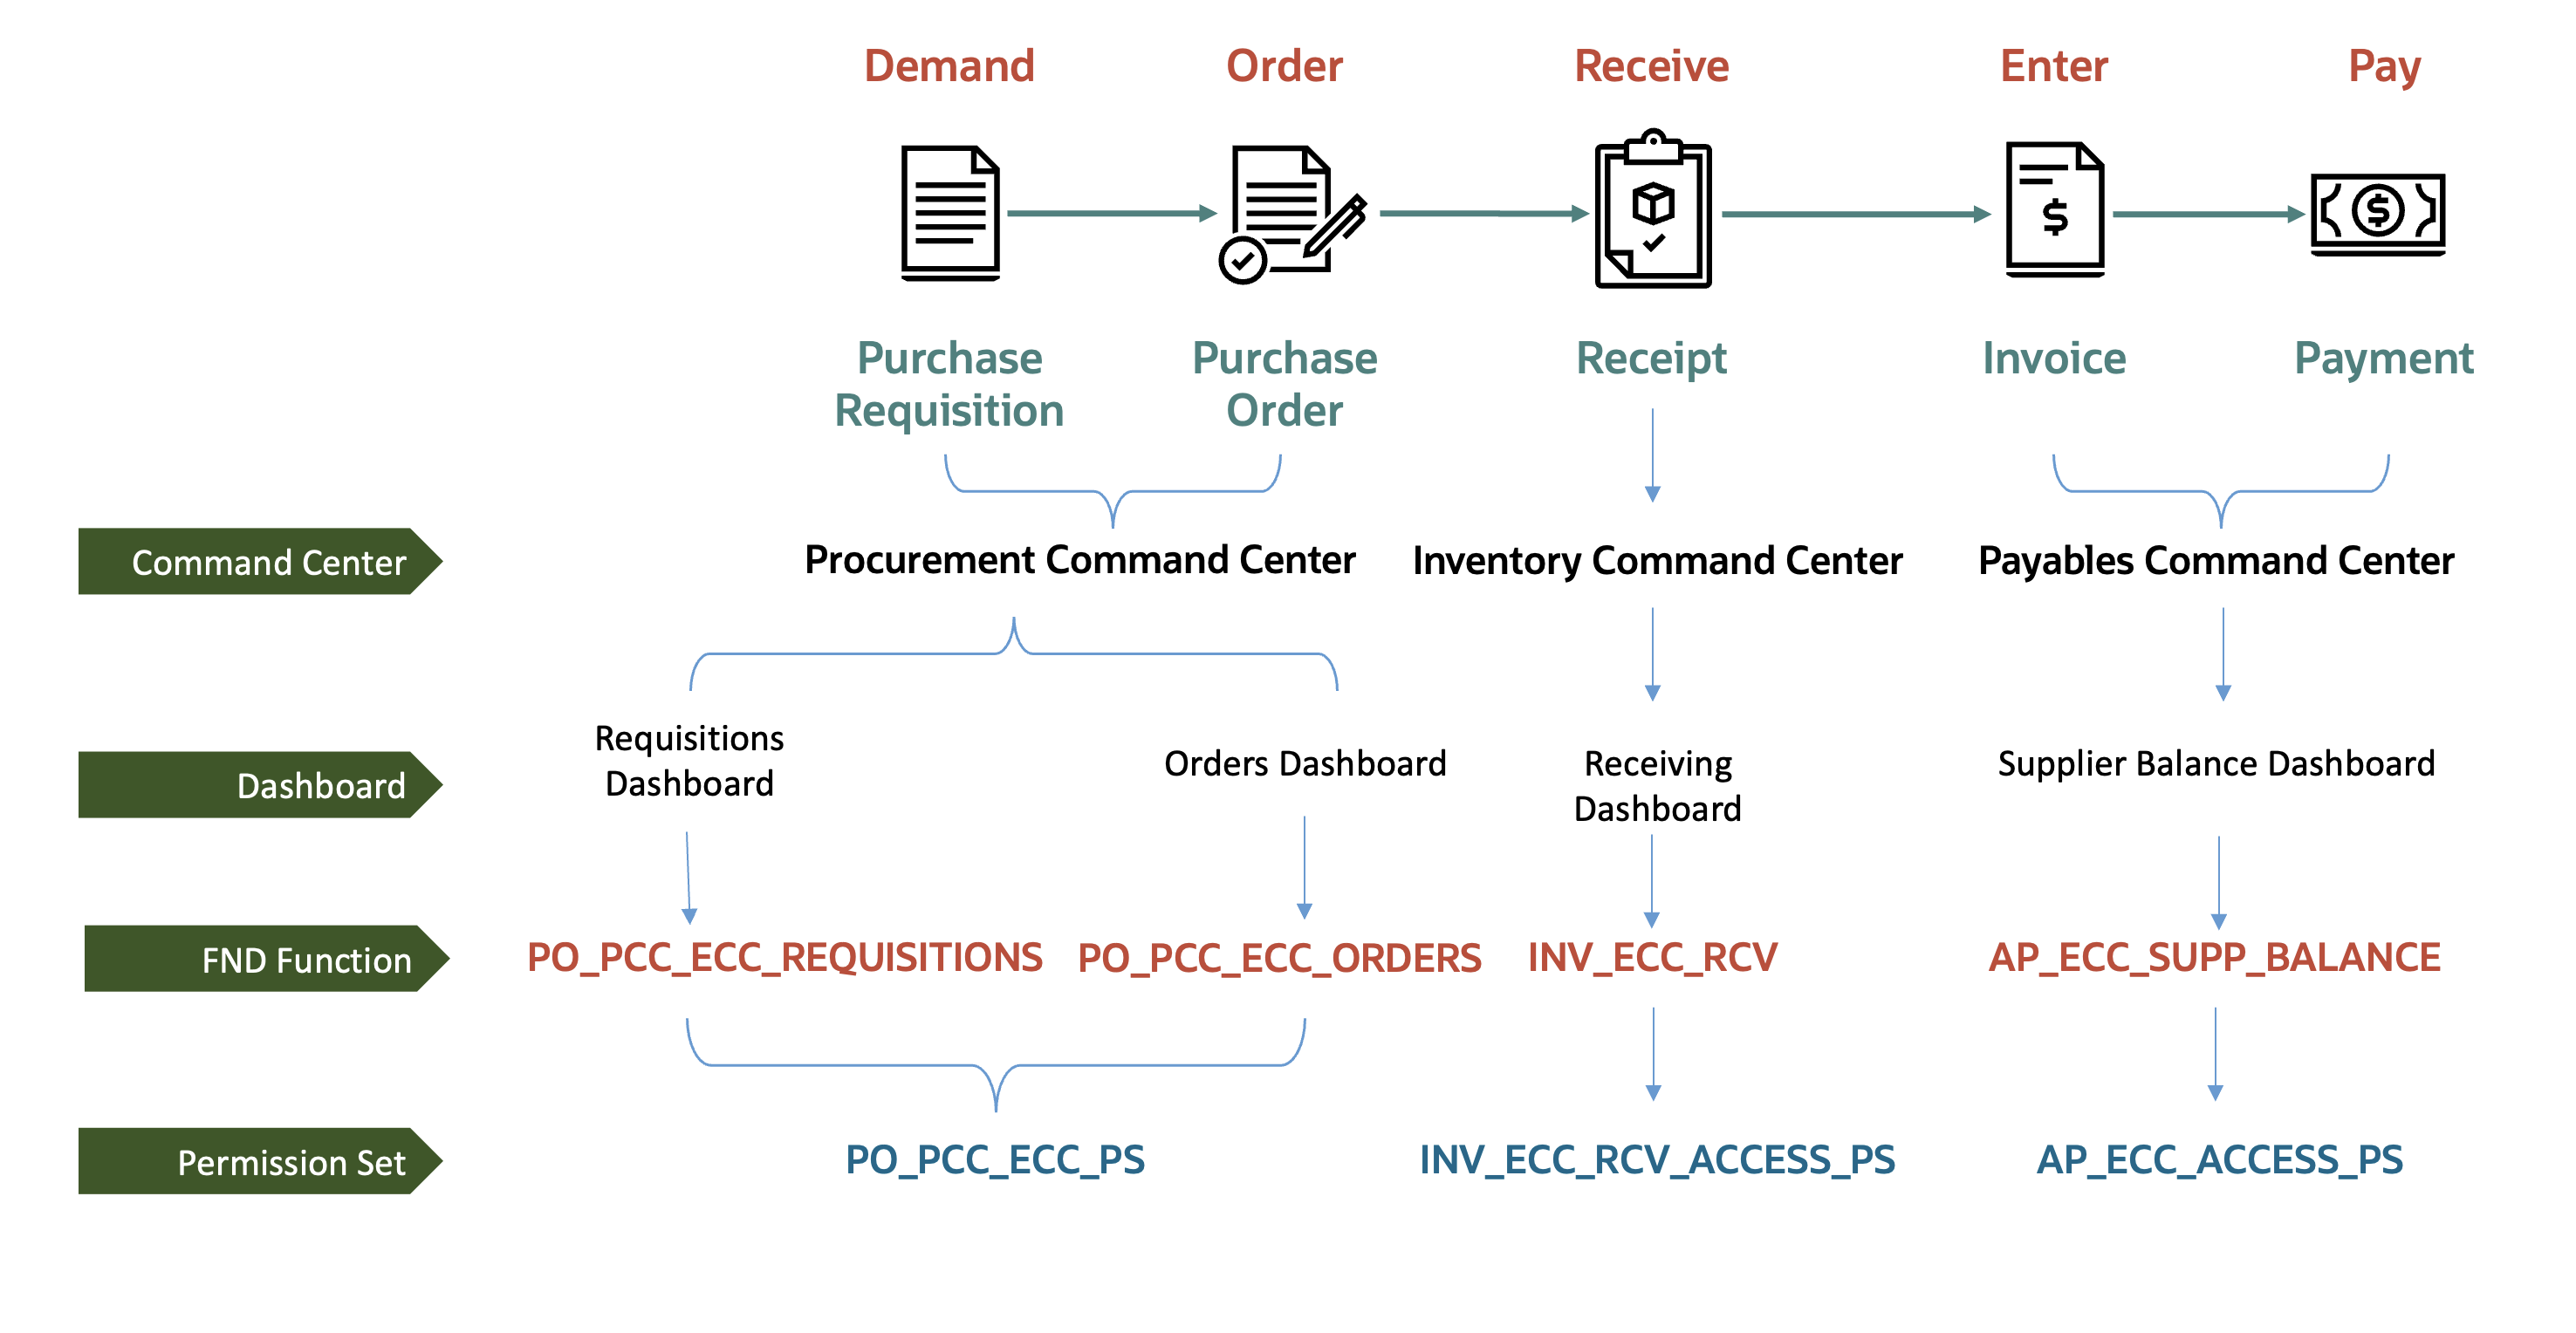 Demand
Order
Receive
Enter
Pay
$
$
Purchase
Requisition
Purchase
Order
Receipt
Invoice
Payment
Command Center
Procurement Command Center
Inventory Command Center
Payables Command Center
Dashboard
Requisitions
Dashboard
Orders Dashboard
Receiving
Dashboard
Supplier Balance Dashboard
FND Function
PO_PCC_ECC_REQUISITIONS
PO_PCC_ECC_ORDERS
INV_ECC_RCV
AP_ECC_SUPP_BALANCE
Permission Set
PO_PCC_ECC_PS
INV_ECC_RCV_ACCESS_PS
AP_ECC_ACCESS_PS